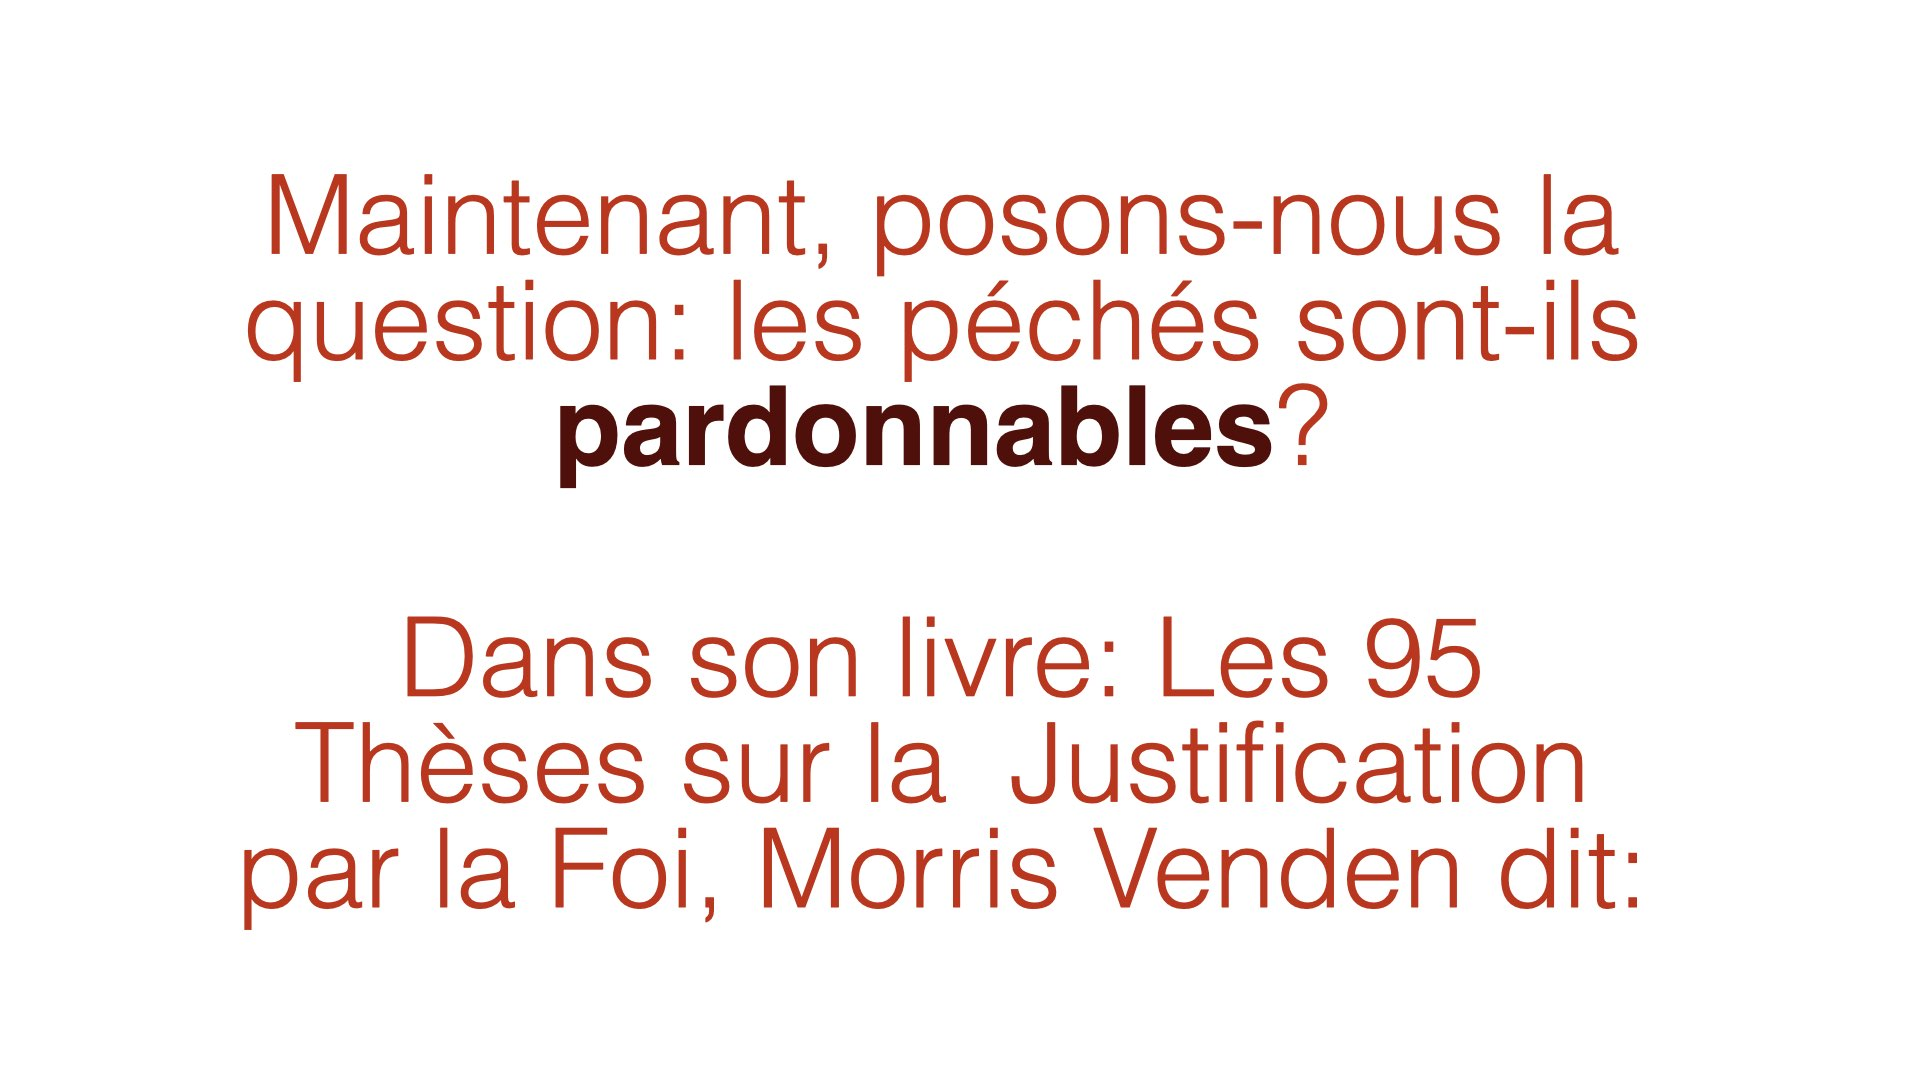 Maintenant, posons-nous la
question: les péchés sont-ils
pardonnables?
Dans son livre: Les 95
Thèses sur la  Justification
par la Foi, Morris Venden dit: